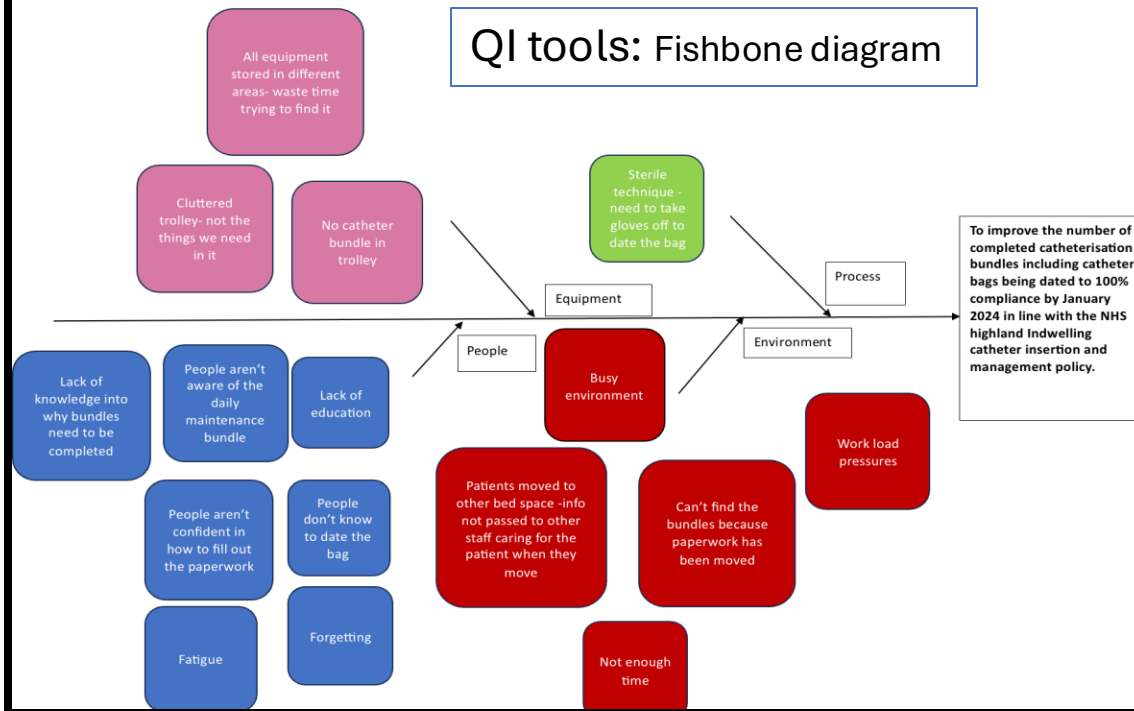 QI tools: Fishbone diagram
All equipment
stored in different
areas- waste time
trying to find it
Cluttered
trolley- not the
things we need
in it
No catheter
bundle in
trolley
Sterile
technique -
need to take
gloves off to
date the bag
Equipment
Process
To improve the number of
completed catheterisation
bundles including catheter
bags being dated to 100%
compliance by January
2024 in line with the NHS
highland Indwelling
catheter insertion and
management policy.
People
Environment
Lack of
knowledge into
why bundles
need to be
completed
People aren’t
aware of the
daily
maintenance
bundle
Lack of
education
People aren’t
confident in
how to fill out
the paperwork
People
don’t know
to date the
bag
Fatigue
Forgetting
Busy
environment
Work load
pressures
Patients moved to
other bed space -info
not passed to other
staff caring for the
patient when they
move
Can’t find the
bundles because
paperwork has
been moved
Not enough
time